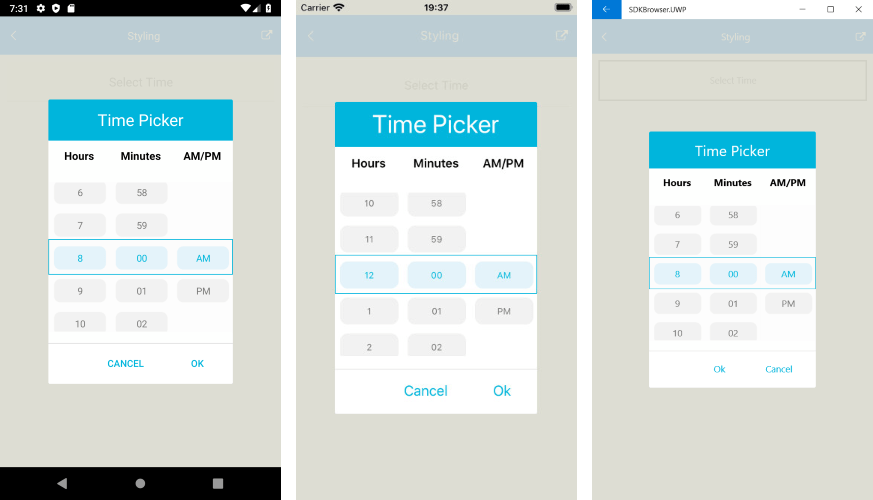 7:31
Styling
Select Time
Time Picker
Hours Minutes AM/PM
6 58
7 59
8 00 AM
9 01 PM
10 02
CANCEL OK
Carrier 19:37
Styling
Select Time
Time Picker
Hours Minutes AM/PM
10 58
11 59
12 00 AM
1 01 PM
2 02
Cancel Ok
SDKBrowser.UWP
Styling
Select Time
Time Picker
Hours Minutes AM/PM
6 58
7 59
8 00 AM
9 01 PM
10 02
Ok Cancel